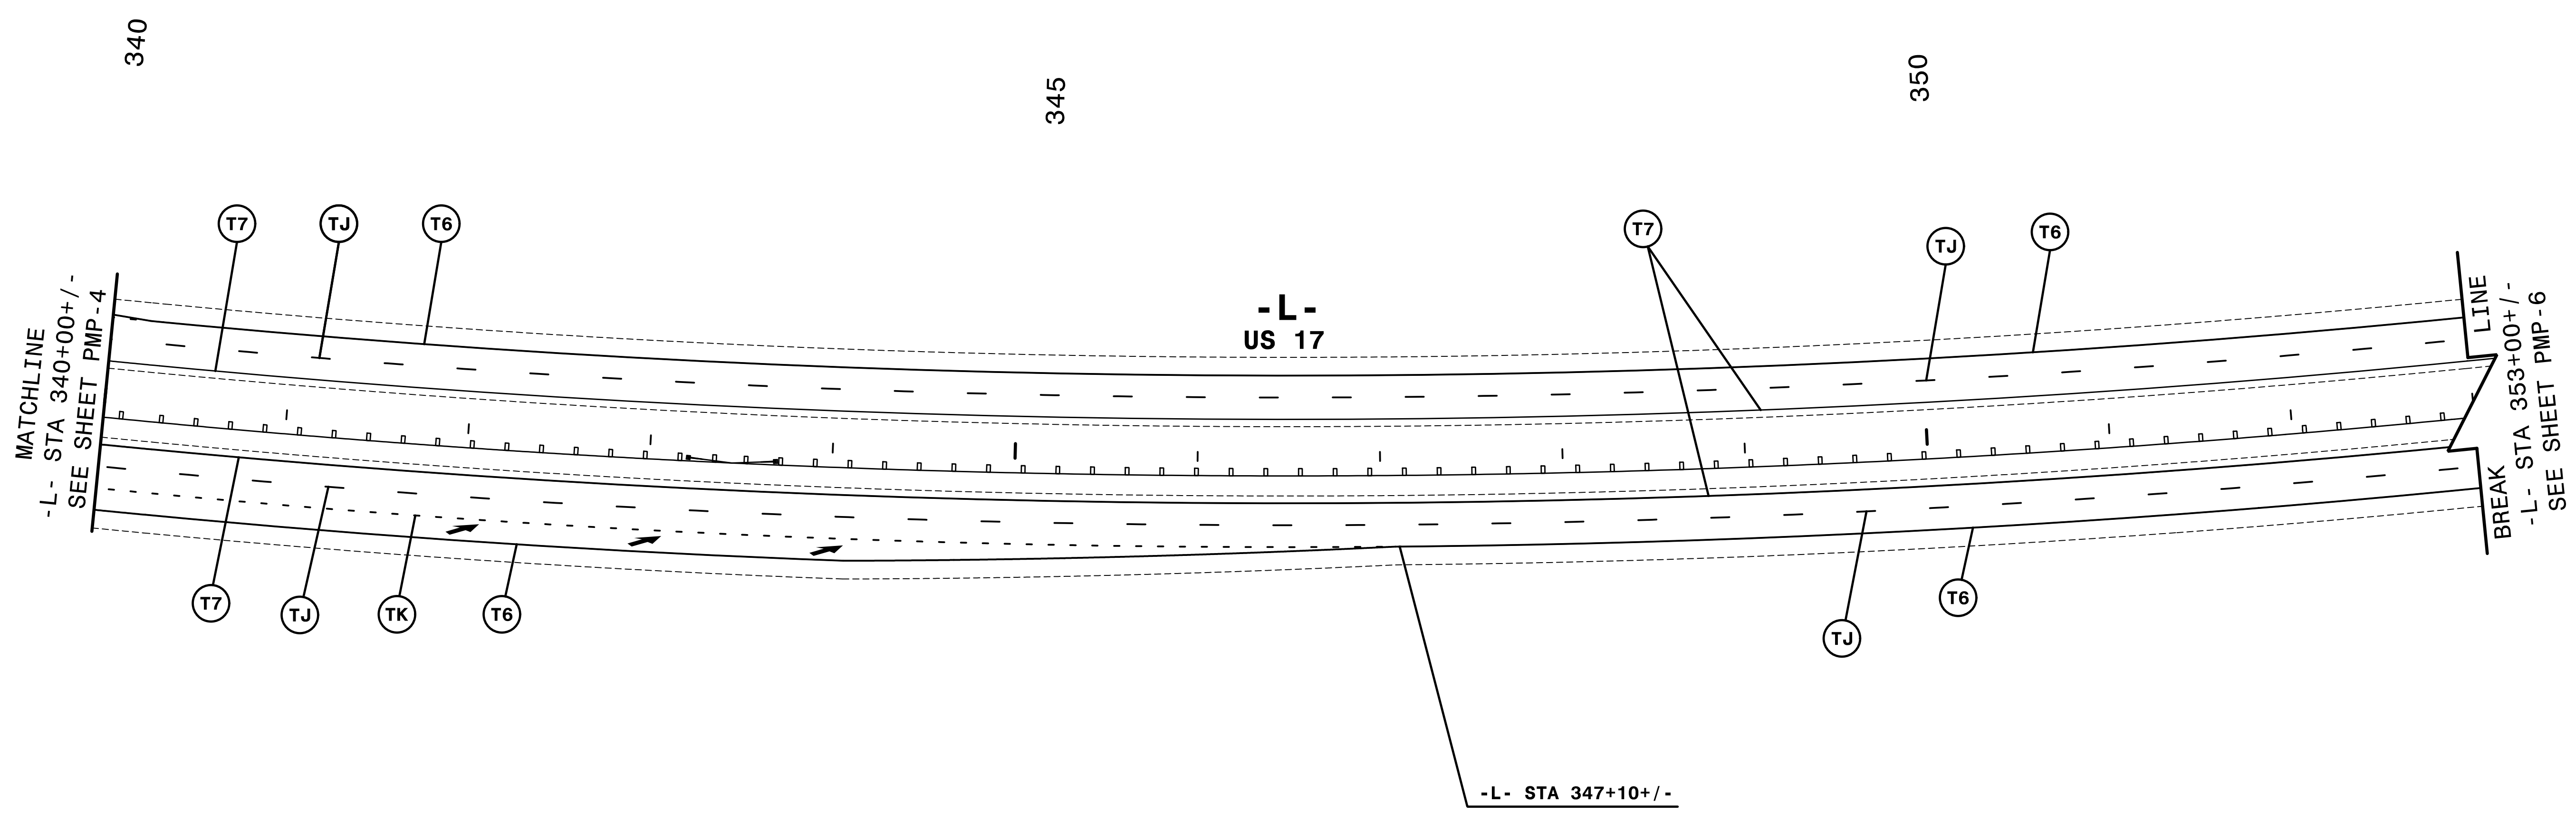 340
345
350
T7
TJ
T6
T7
TJ
T6
-L-
US 17
MATCHLINE
-L- STA 340+00+/-
SEE SHEET PMP-4
BREAK LINE
-L- STA 353+00+/-
SEE SHEET PMP-6
T7
TJ
TK
T6
TJ
T6
-L- STA 347+10+/-